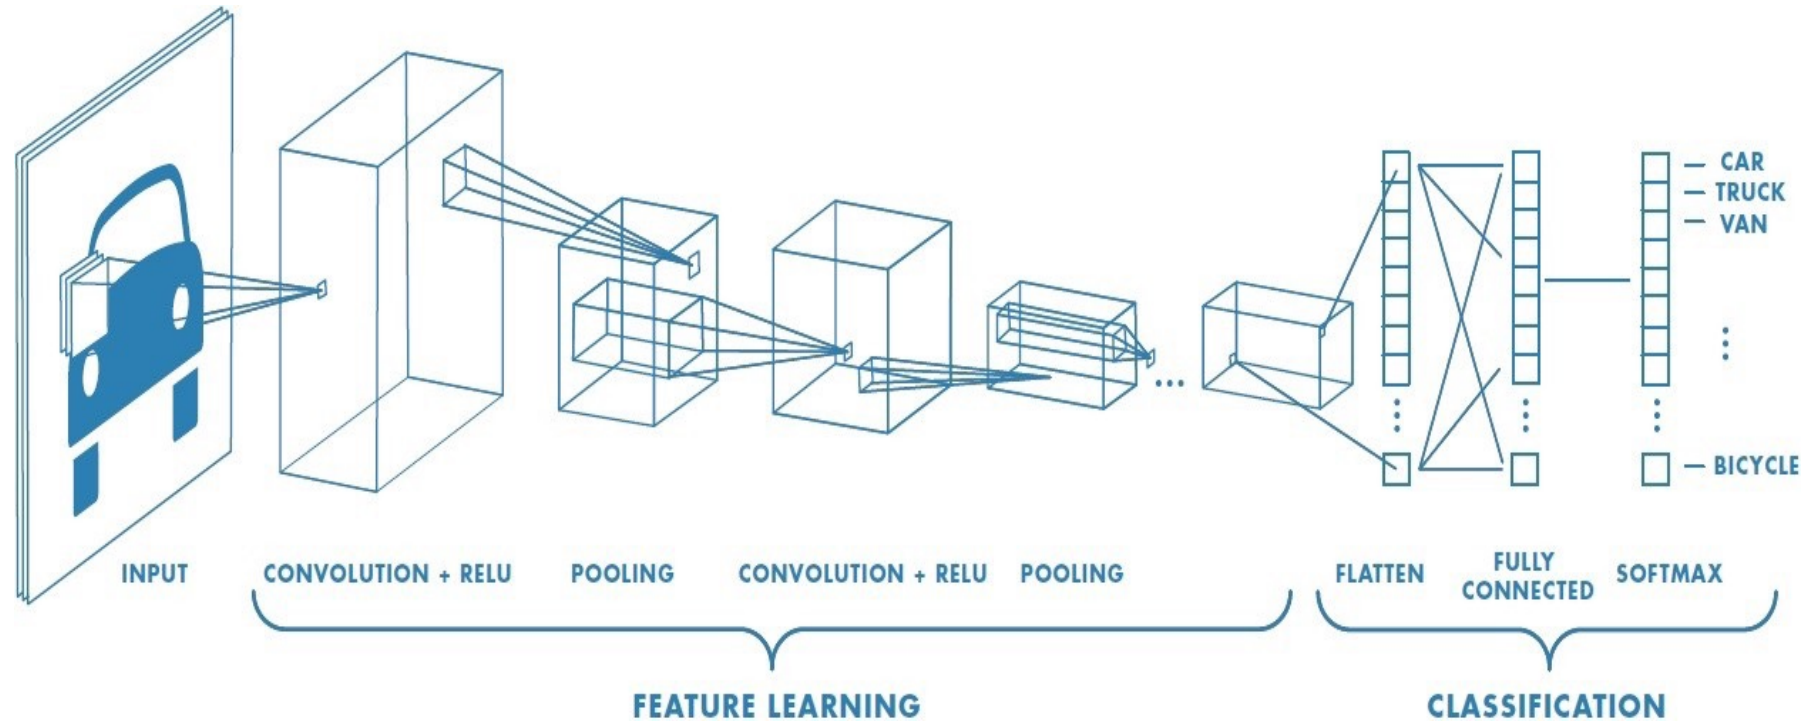 CAR
TRUCK
VAN
BICYCLE
INPUT
CONVOLUTION + RELU
POOLING
CONVOLUTION + RELU
POOLING
FLATTEN
FULLY
CONNECTED
SOFTMAX
FEATURE LEARNING
CLASSIFICATION